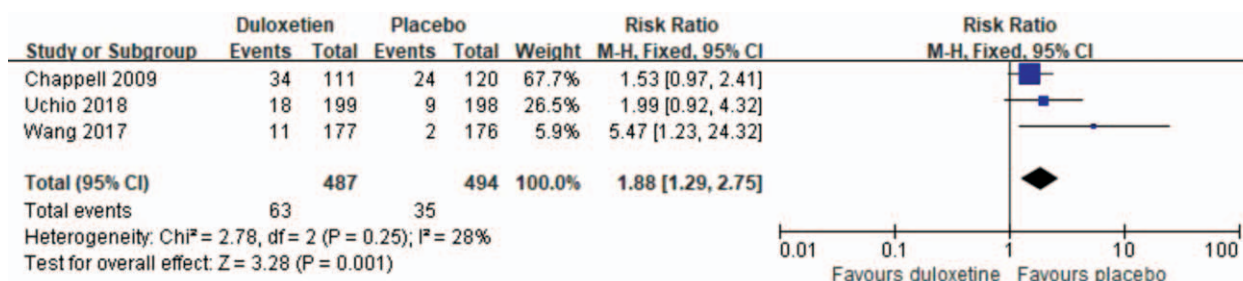 Duloxetien Placebo Risk Ratio Risk Ratio
Study or Subgroup Events Total Events Total Weight M-H, Fixed, 95% CI M-H, Fixed, 95% CI
Chappell 2009 34 111 24 120 67.7% 1.53 [0.97, 2.41]
Uchio 2018 18 199 9 198 26.5% 1.99 [0.92, 4.32]
Wang 2017 11 177 2 176 5.9% 5.47 [1.23, 24.32]
Total (95% CI) 487 494 100.0% 1.88 [1.29, 2.75]
Total events 63 35
Heterogeneity: Chi² = 2.78, df = 2 (P = 0.25); I² = 28%
Test for overall effect: Z = 3.28 (P = 0.001)
0.01 0.1 1 10 100
Favours duloxetine Favours placebo